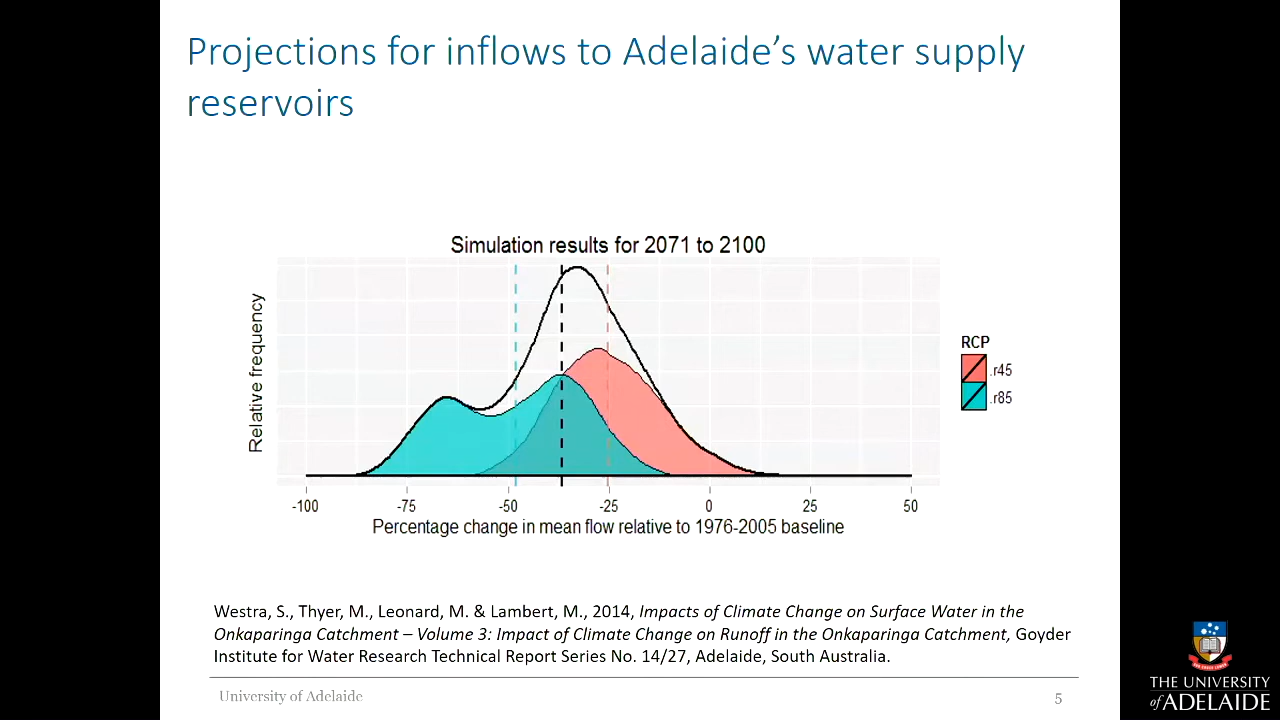 Projections for inflows to Adelaide's water supply
reservoirs
Simulation results for 2071 to 2100
Relative frequency
RCP
.r45
.r85
-100 -75 -50 -25 0 25 50
Percentage change in mean flow relative to 1976-2005 baseline
Westra, S., Thyer, M., Leonard, M. & Lambert, M., 2014, Impacts of Climate Change on Surface Water in the
Onkaparinga Catchment – Volume 3: Impact of Climate Change on Runoff in the Onkaparinga Catchment, Goyder
Institute for Water Research Technical Report Series No. 14/27, Adelaide, South Australia.
University of Adelaide 5
THE UNIVERSITY
of ADELAIDE